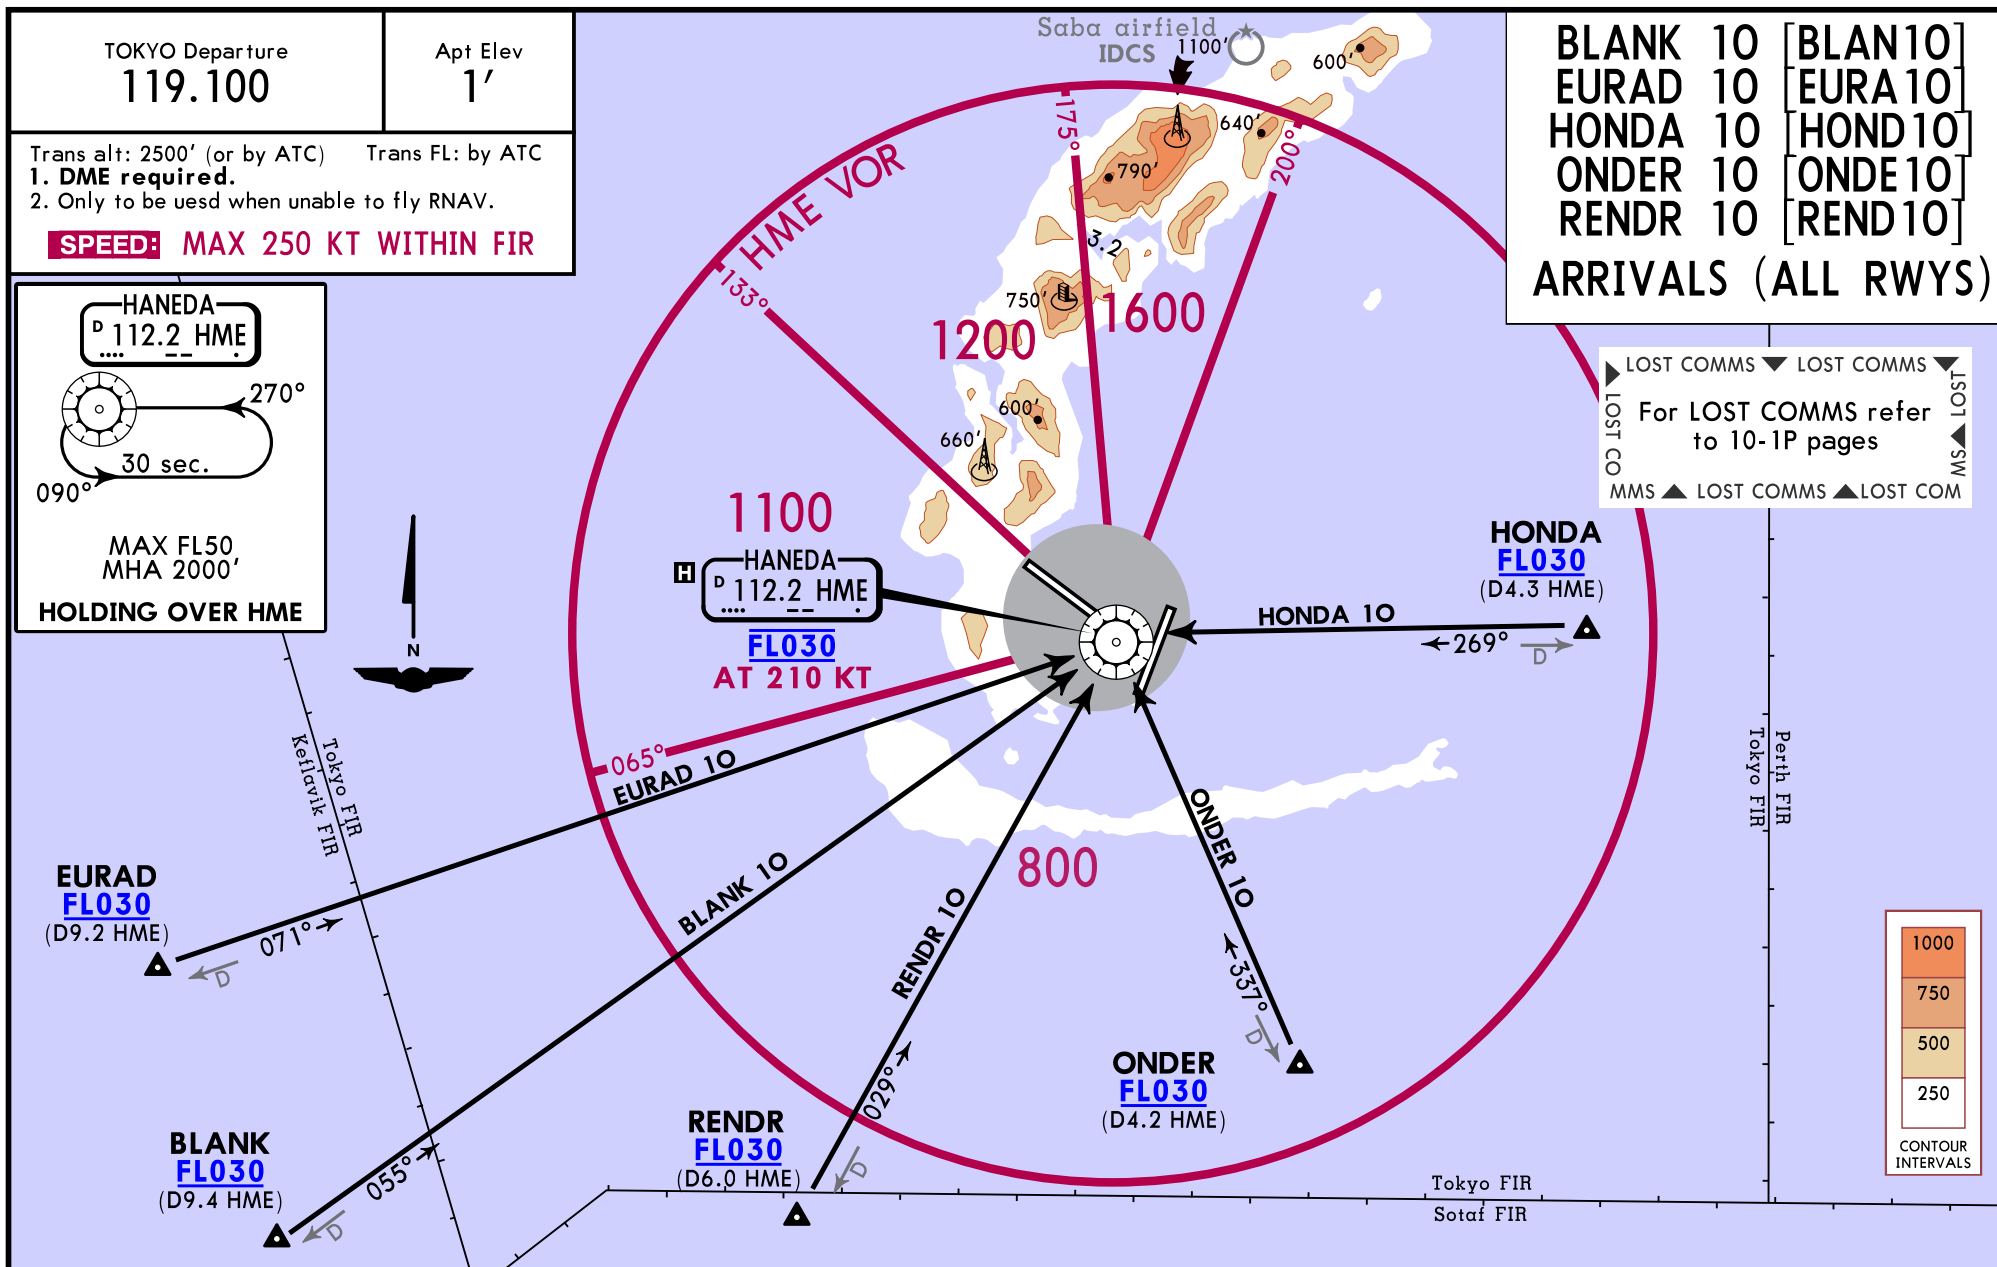 TOKYO Departure
119.100
Apt Elev
1'
Trans alt: 2500' (or by ATC) Trans FL: by ATC
1. DME required.
2. Only to be uesd when unable to fly RNAV.
SPEED: MAX 250 KT WITHIN FIR
BLANK 10 [BLAN10]
EURAD 10 [EURA10]
HONDA 10 [HOND10]
ONDER 10 [ONDE10]
RENDR 10 [REND10]
ARRIVALS (ALL RWYS)
Saba airfield
IDCS
1100'
600'
640'
790'
3.2
750'
600'
660'
HME VOR
133°
175°
200°
065°
1200
1600
1100
800
HANEDA
D 112.2 HME
270°
30 sec.
090°
MAX FL50
MHA 2000'
HOLDING OVER HME
N
LOST COMMS LOST COMMS
LOST COMMS LOST COMMS LOST COM
MS LOST
For LOST COMMS refer
to 10-1P pages
H
HANEDA
D 112.2 HME
FL030
AT 210 KT
HONDA
FL030
(D4.3 HME)
HONDA 10
269°
D
Tokyo FIR
Keflavik FIR
Perth FIR
Tokyo FIR
EURAD 10
EURAD
FL030
(D9.2 HME)
071°
D
BLANK 10
BLANK
FL030
(D9.4 HME)
055°
D
RENDR 10
RENDR
FL030
(D6.0 HME)
029°
D
ONDER 10
ONDER
FL030
(D4.2 HME)
337°
D
Tokyo FIR
Sotaf FIR
1000
750
500
250
CONTOUR
INTERVALS